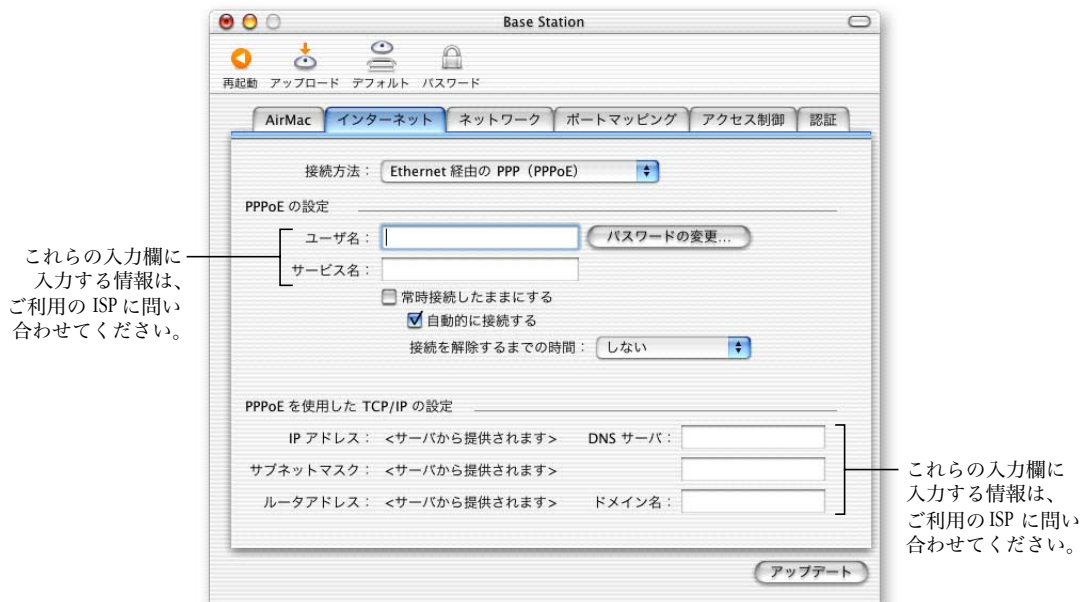 Base Station
再起動 アップロード デフォルト パスワード
AirMac インターネット ネットワーク ポートマッピング アクセス制御 認証
接続方法： Ethernet 経由の PPP（PPPoE）
PPPoE の設定
ユーザ名： パスワードの変更...
サービス名：
常時接続したままにする
自動的に接続する
接続を解除するまでの時間： しない
これらの入力欄に
入力する情報は、
ご利用の ISP に問い
合わせてください。
PPPoE を使用した TCP/IP の設定
IP アドレス： <サーバから提供されます> DNS サーバ：
サブネットマスク： <サーバから提供されます>
ルータアドレス： <サーバから提供されます> ドメイン名：
これらの入力欄に
入力する情報は、
ご利用の ISP に問い
合わせてください。
アップデート